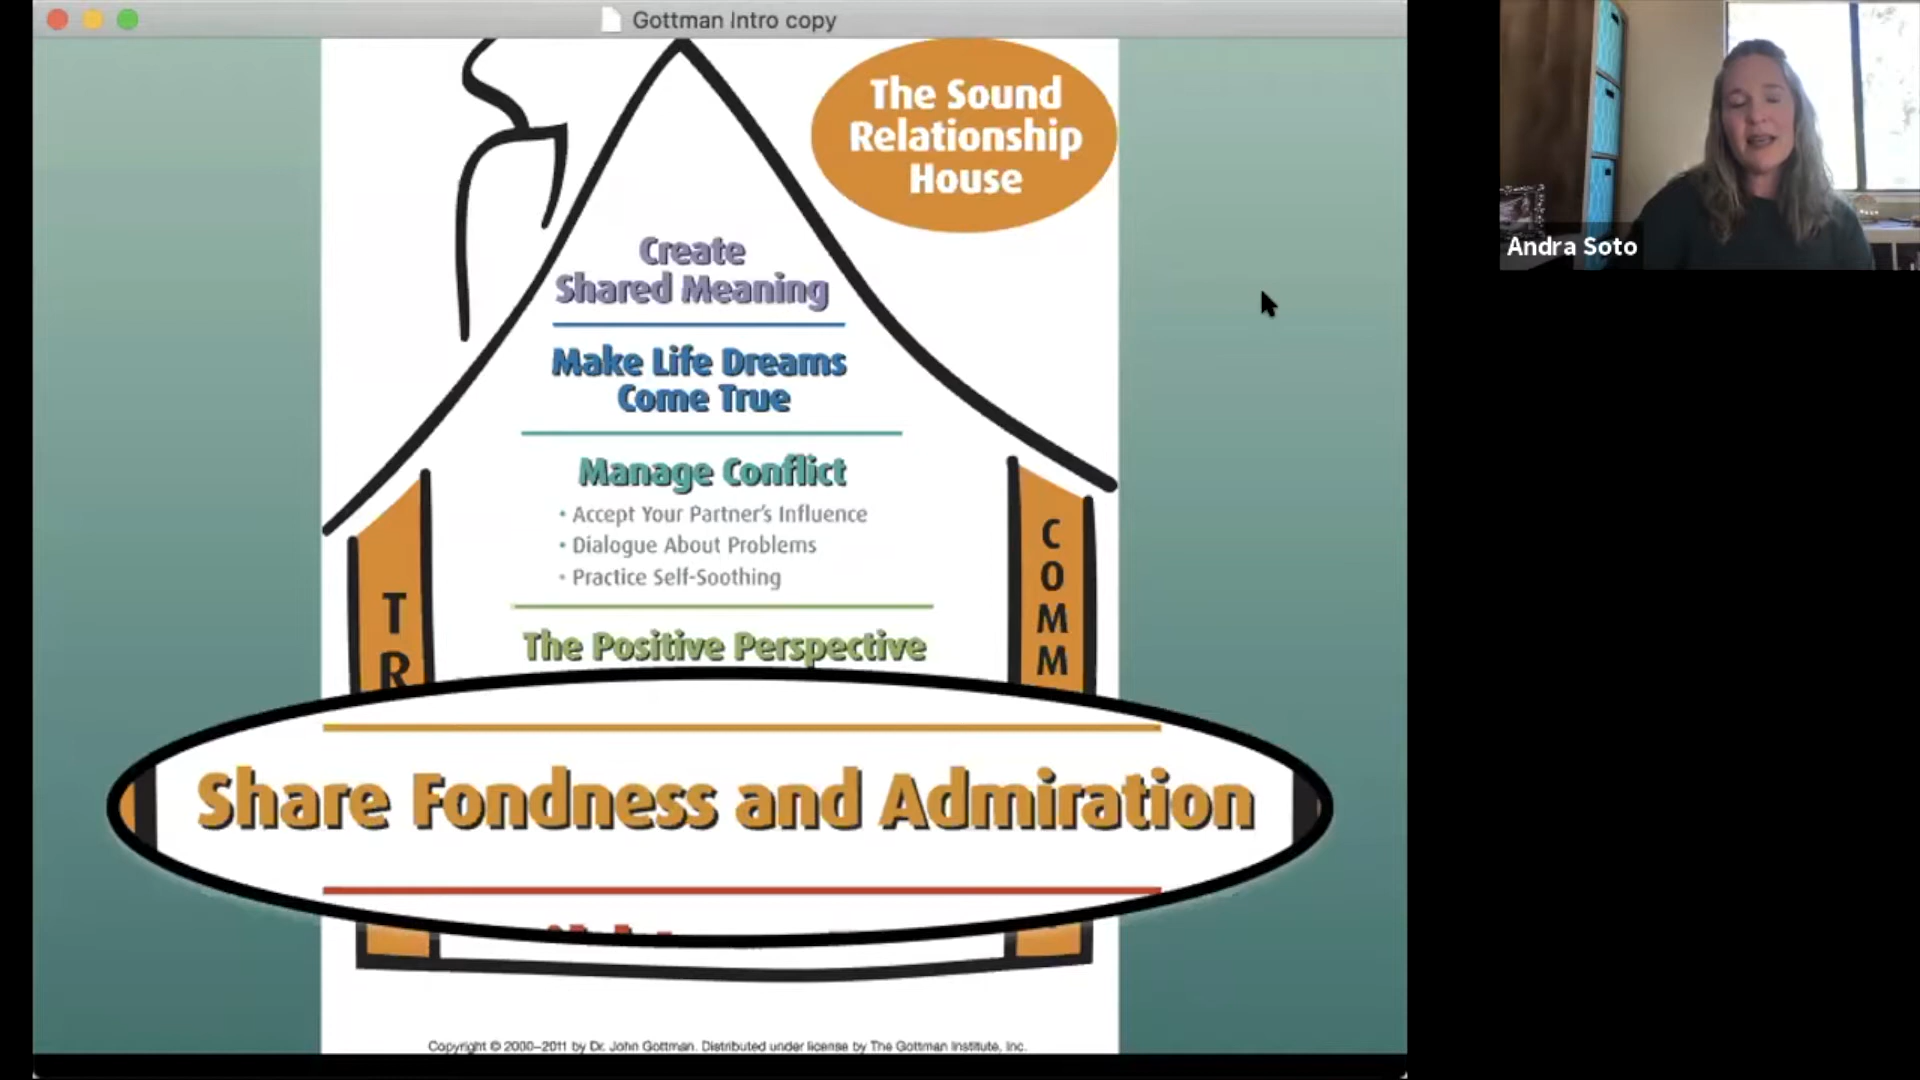 Gottman Intro copy
The Sound
Relationship
House
Create
Shared Meaning
Make Life Dreams
Come True
Manage Conflict
• Accept Your Partner's Influence
• Dialogue About Problems
• Practice Self-Soothing
The Positive Perspective
T
R
C
O
M
M
Share Fondness and Admiration
Copyright © 2000–2011 by Dr. John Gottman. Distributed under license by The Gottman Institute, Inc.
Andra Soto